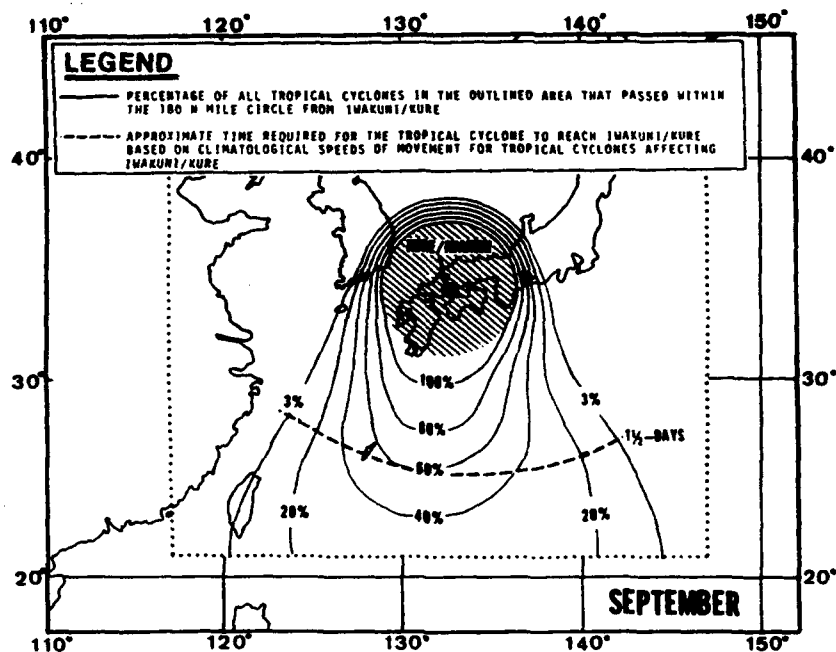 110° 120° 130° 140° 150°
LEGEND
PERCENTAGE OF ALL TROPICAL CYCLONES IN THE OUTLINED AREA THAT PASSED WITHIN
THE 180 N MILE CIRCLE FROM IWAKUNI/KURE
APPROXIMATE TIME REQUIRED FOR THE TROPICAL CYCLONE TO REACH IWAKUNI/KURE
BASED ON CLIMATOLOGICAL SPEEDS OF MOVEMENT FOR TROPICAL CYCLONES AFFECTING
IWAKUNI/KURE
40° 40°
30° 100% 30°
3% 3%
80%
1½-DAYS
60%
20% 40% 20%
20° 20°
SEPTEMBER
110° 120° 130° 140° 150°